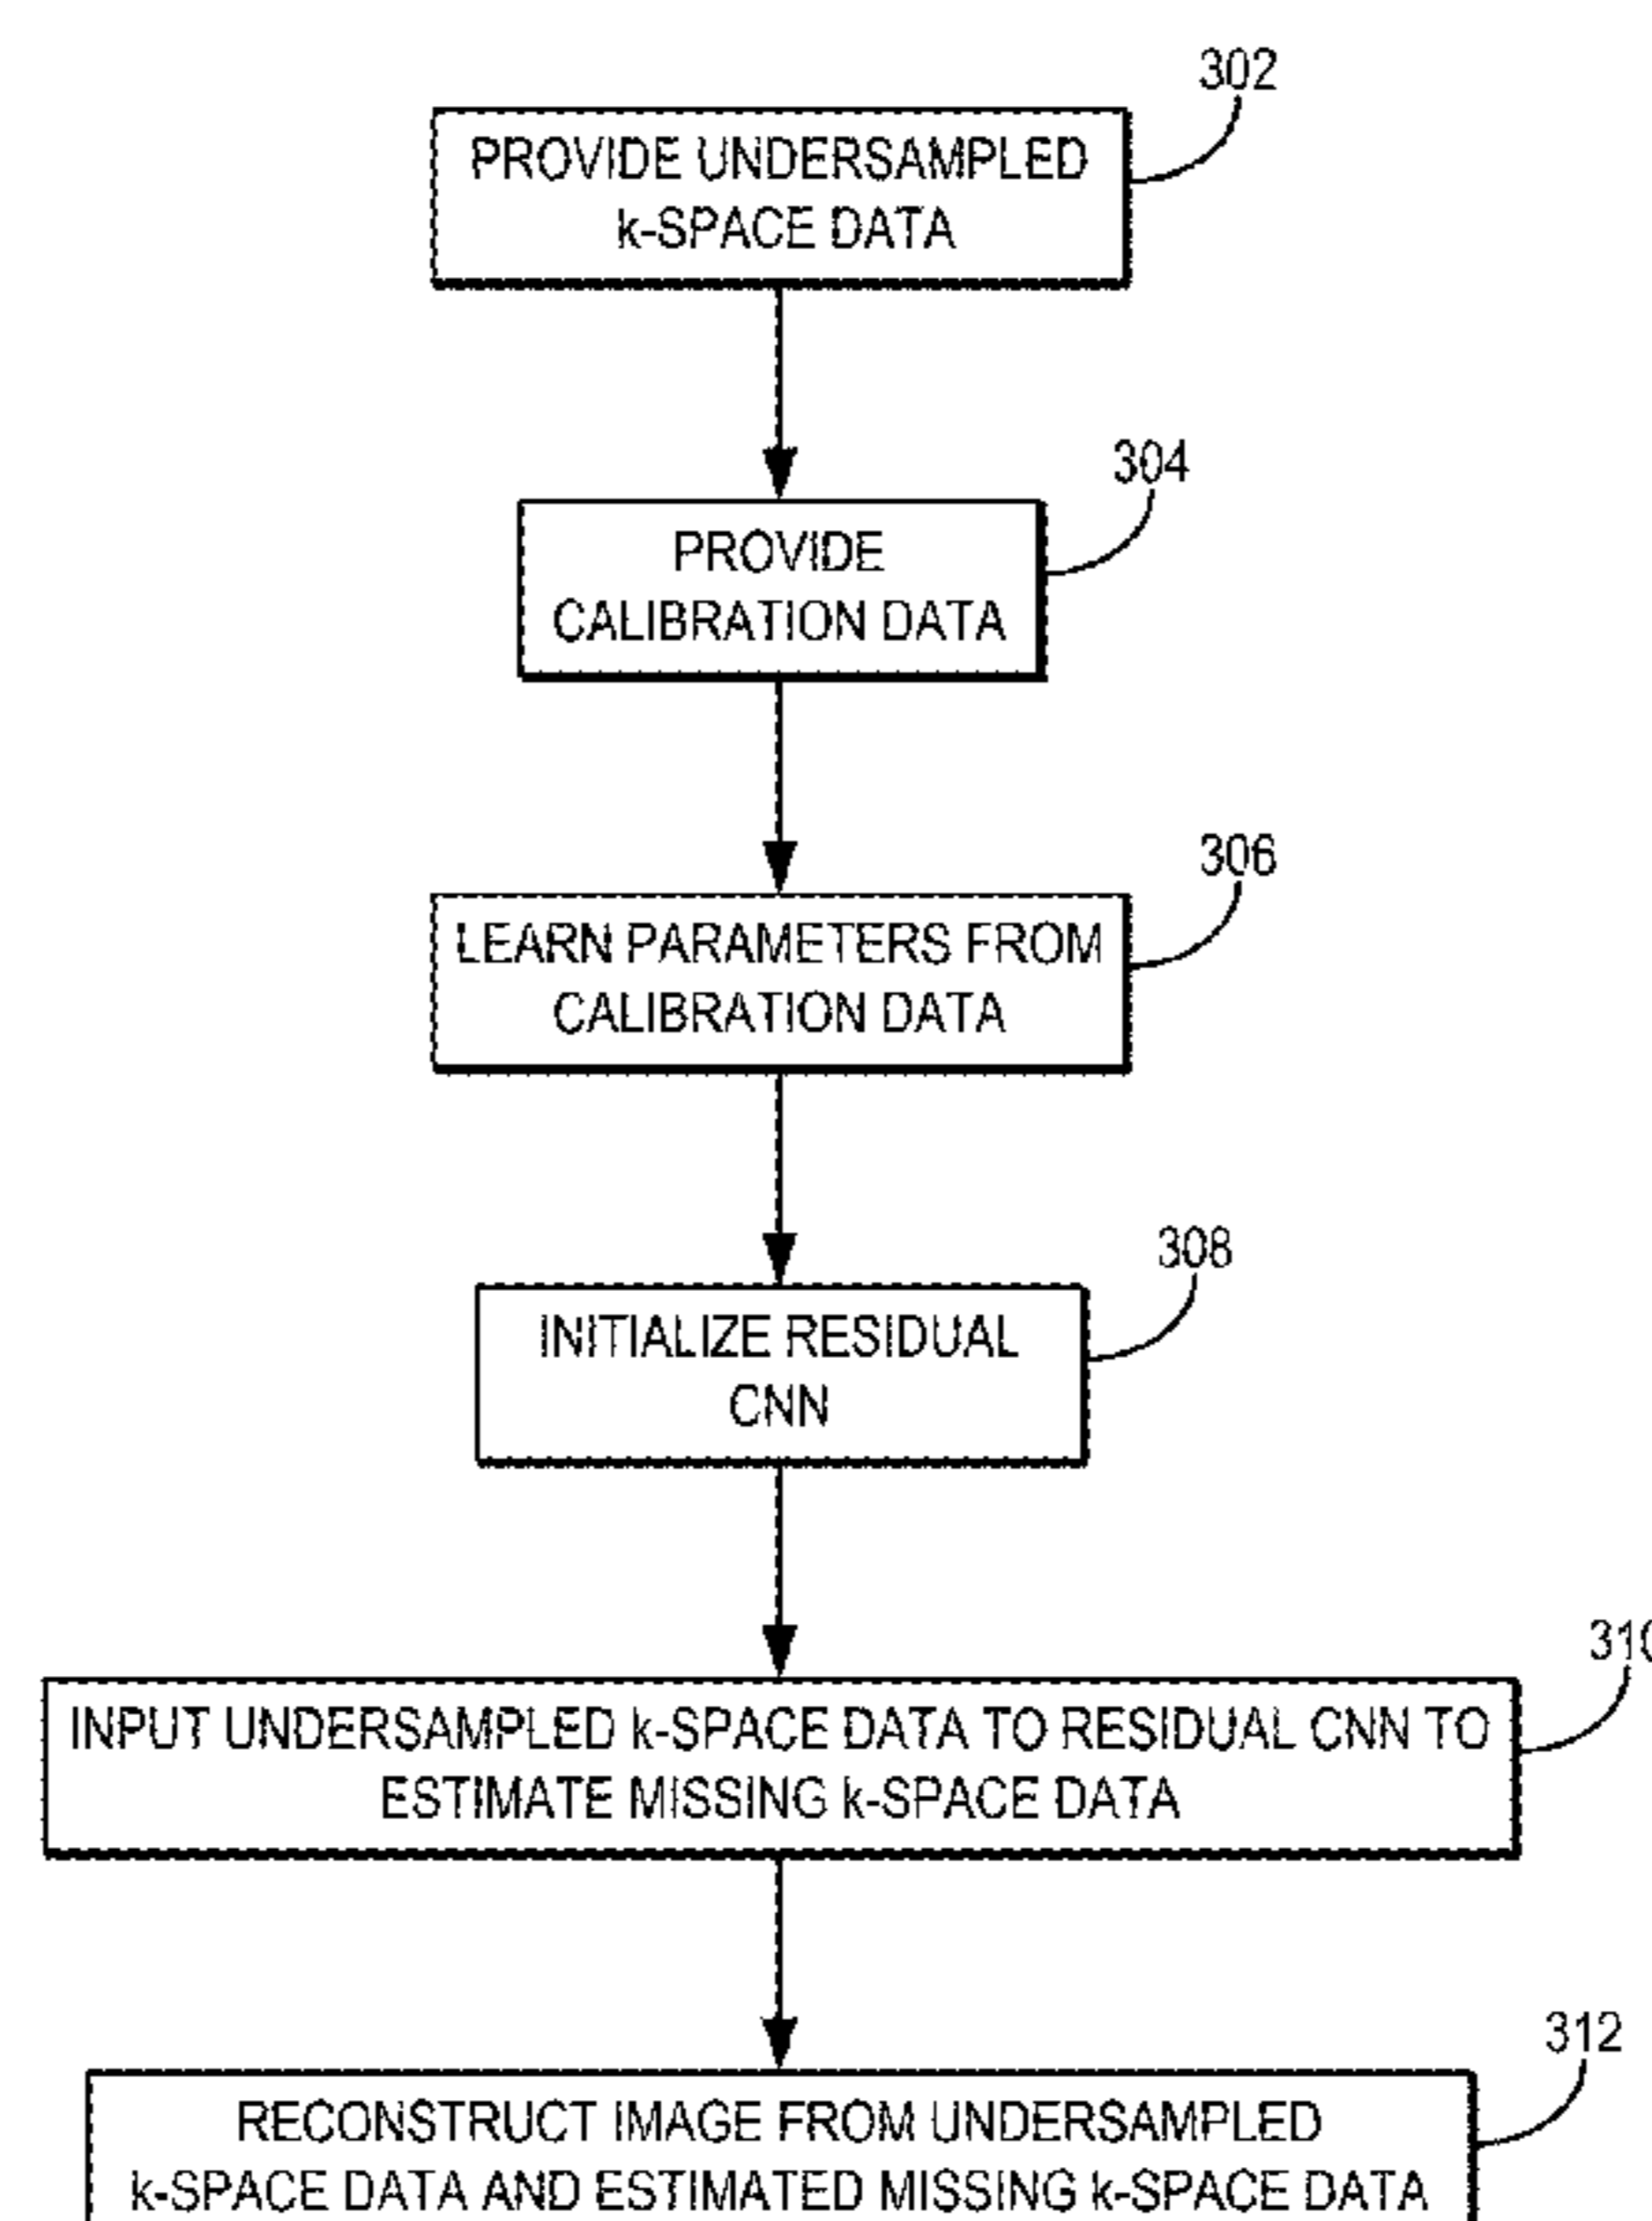 302
PROVIDE UNDERSAMPLED
k-SPACE DATA
304
PROVIDE
CALIBRATION DATA
306
LEARN PARAMETERS FROM
CALIBRATION DATA
308
INITIALIZE RESIDUAL
CNN
310
INPUT UNDERSAMPLED k-SPACE DATA TO RESIDUAL CNN TO
ESTIMATE MISSING k-SPACE DATA
312
RECONSTRUCT IMAGE FROM UNDERSAMPLED
k-SPACE DATA AND ESTIMATED MISSING k-SPACE DATA